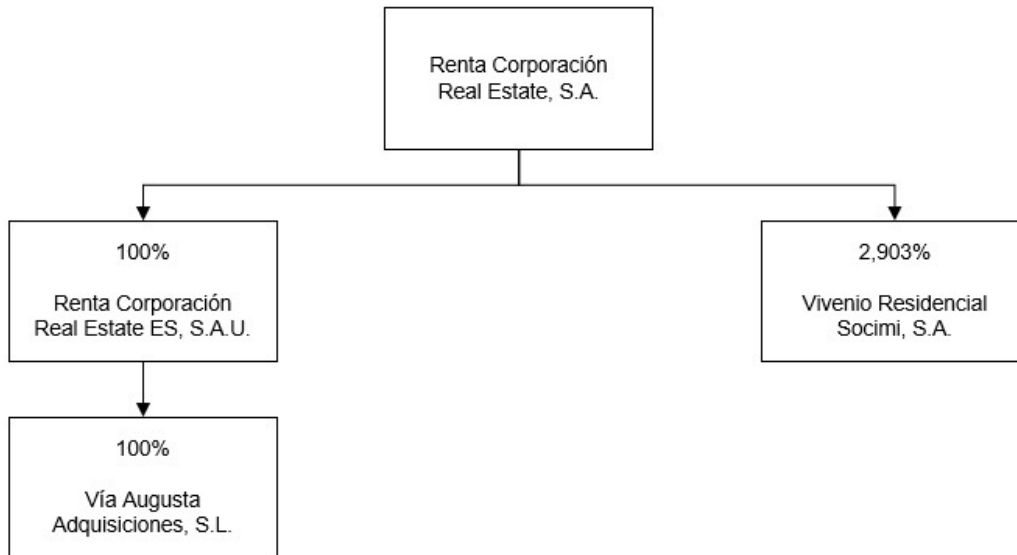 Renta Corporación
Real Estate, S.A.
100%
Renta Corporación
Real Estate ES, S.A.U.
2,903%
Vivenio Residencial
Socimi, S.A.
100%
Vía Augusta
Adquisiciones, S.L.